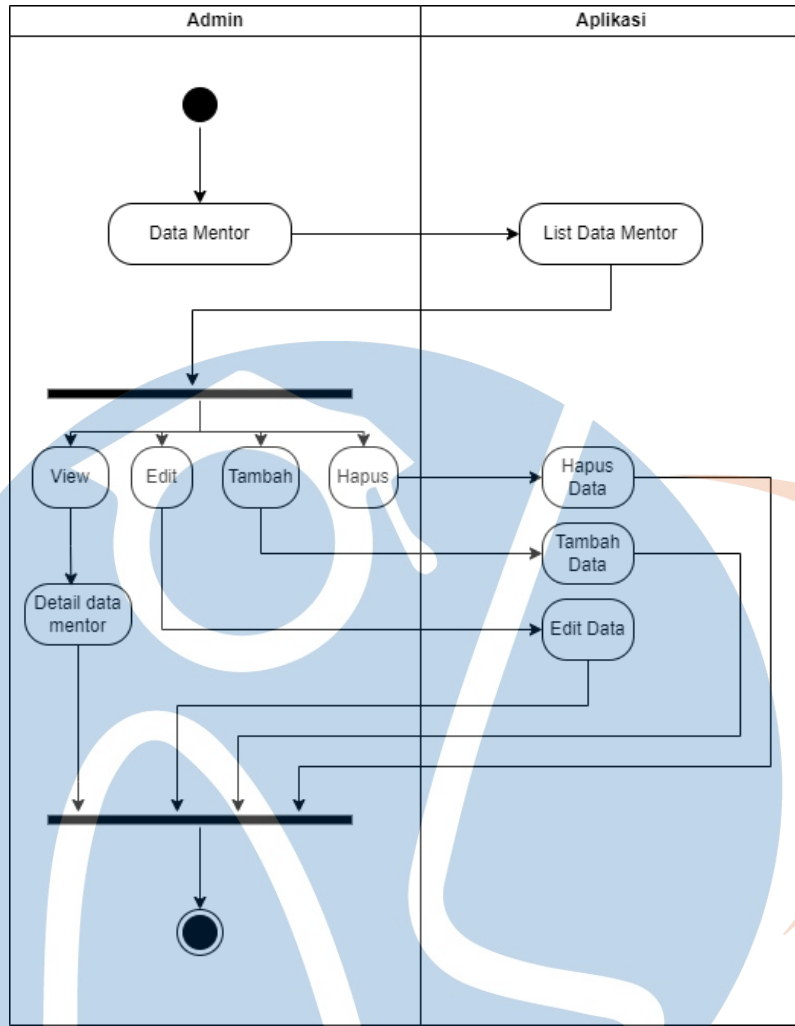 Admin
Aplikasi
Data Mentor
List Data Mentor
View
Edit
Tambah
Hapus
Hapus
Data
Tambah
Data
Detail data
mentor
Edit Data